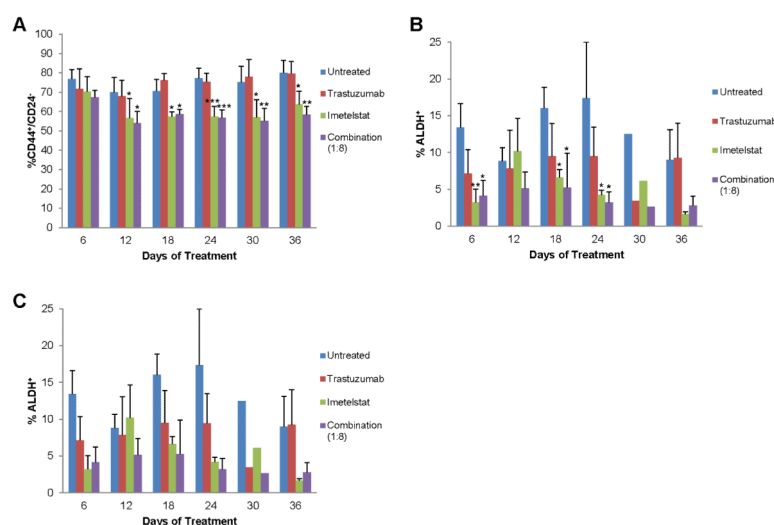 A
100
90
80
70
60
50
40
30
20
10
0
%CD44+/CD24-
* * * * *** *** * ** * **
6 12 18 24 30 36
Days of Treatment
Untreated
Trastuzumab
Imetelstat
Combination
(1:8)
B
25
20
15
10
5
0
% ALDH+
** * * * * *
6 12 18 24 30 36
Days of Treatment
Untreated
Trastuzumab
Imetelstat
Combination
(1:8)
C
25
20
15
10
5
0
% ALDH+
6 12 18 24 30 36
Days of Treatment
Untreated
Trastuzumab
Imetelstat
Combination
(1:8)